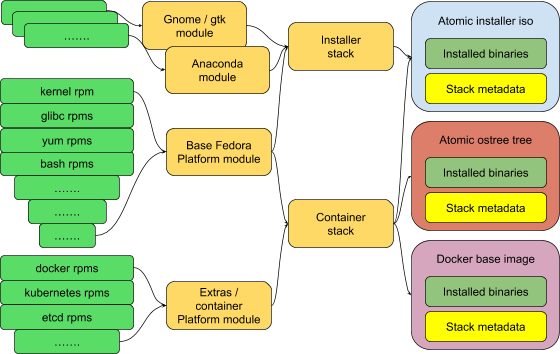 .......
Gnome / gtk
module
Anaconda
module
Installer
stack
Atomic installer iso
Installed binaries
Stack metadata
kernel rpm
glibc rpms
yum rpms
bash rpms
.......
.......
.......
Base Fedora
Platform module
Atomic ostree tree
Installed binaries
Stack metadata
Container
stack
docker rpms
kubernetes rpms
etcd rpms
.......
Extras /
container
Platform module
Docker base image
Installed binaries
Stack metadata